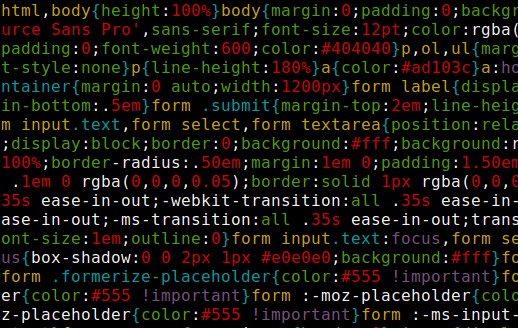 html,body{height:100%}body{margin:0;padding:0;backgr
urce Sans Pro',sans-serif;font-size:12pt;color:rgba(
padding:0;font-weight:600;color:#404040}p,ol,ul{marg
t-style:none}p{line-height:180%}a{color:#ad103c}a:ho
ntainer{margin:0 auto;width:1200px}form label{displa
in-bottom:.5em}form .submit{margin-top:2em;line-heig
m input.text,form select,form textarea{position:rela
;display:block;border:0;background:#fff;background:r
100%;border-radius:.50em;margin:1em 0;padding:1.50em
.1em 0 rgba(0,0,0,0.05);border:solid 1px rgba(0,0,0
35s ease-in-out;-webkit-transition:all .35s ease-in-
ase-in-out;-ms-transition:all .35s ease-in-out;trans
ont-size:1em;outline:0}form input.text:focus,form se
us{box-shadow:0 0 2px 1px #e0e0e0;background:#fff}fo
form .formerize-placeholder{color:#555 !important}fo
er{color:#555 !important}form :-moz-placeholder{colo
moz-placeholder{color:#555 !important}form :-ms-input-